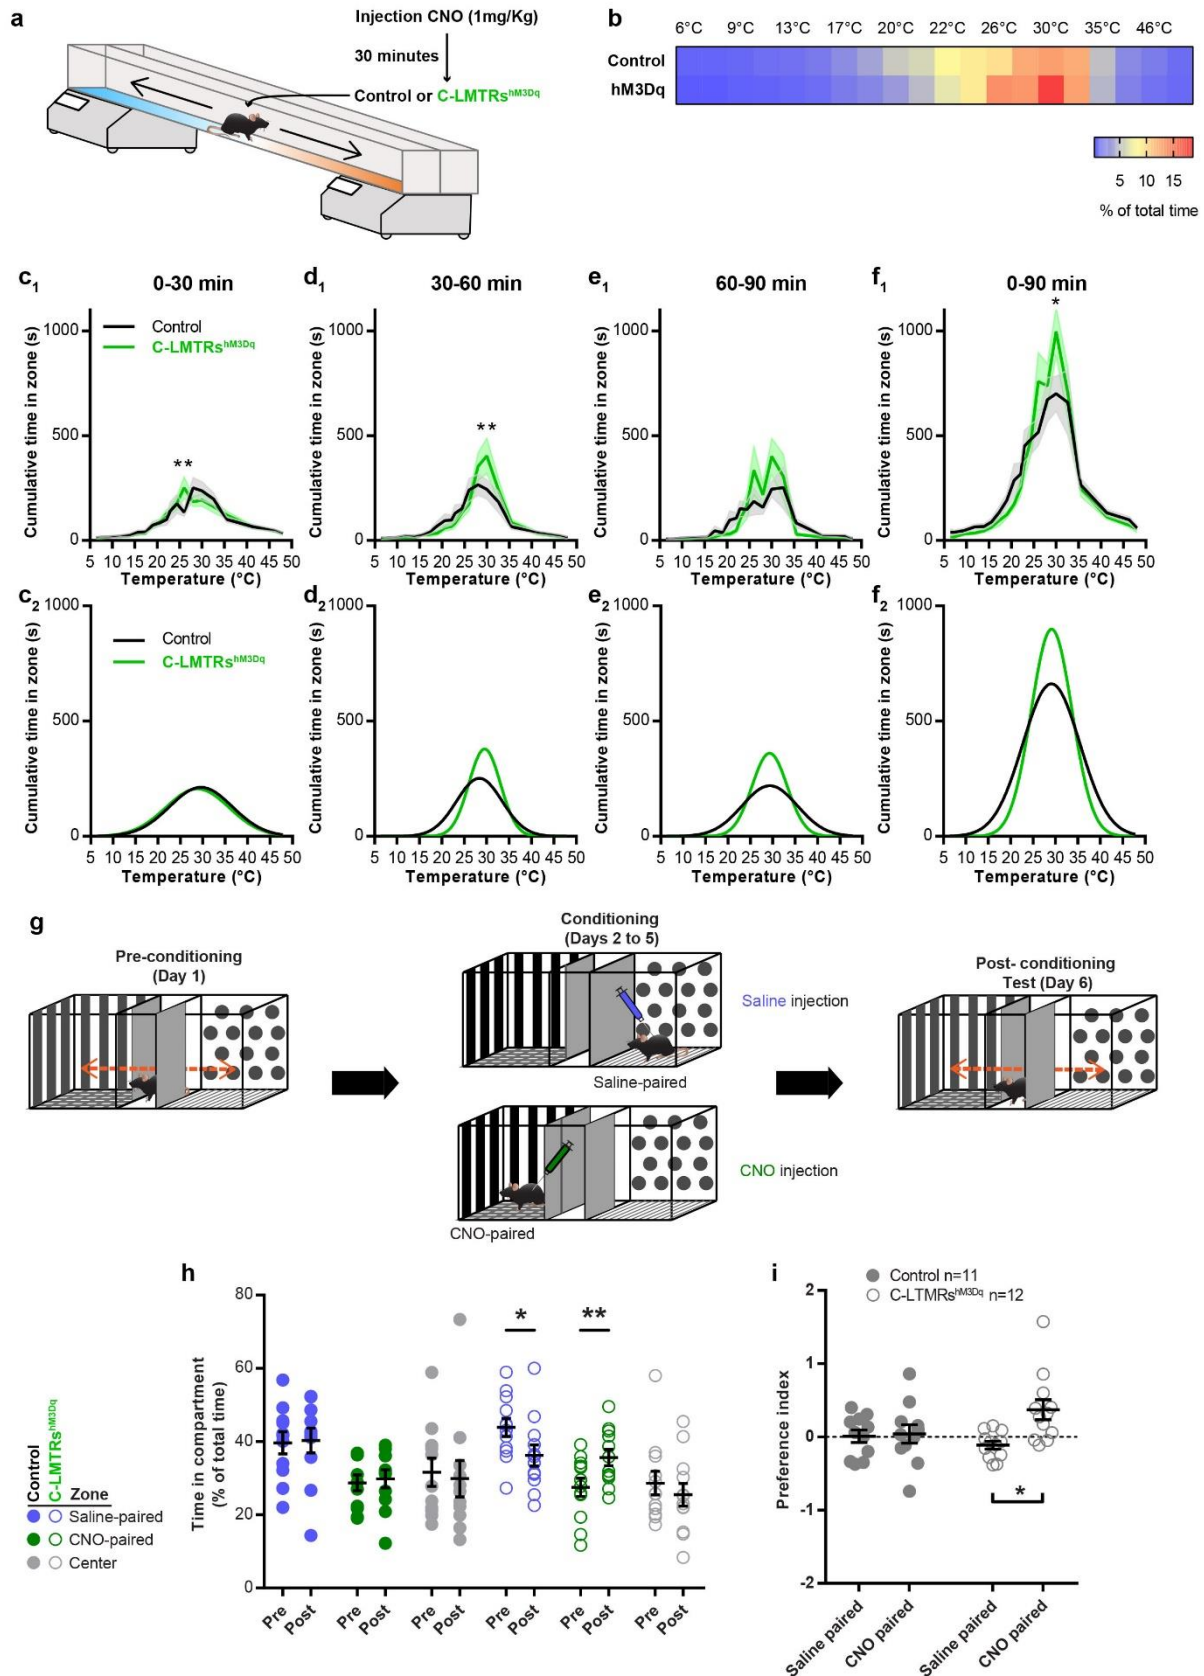 a
Injection CNO (1mg/Kg)
30 minutes
Control or C-LMTRs^hM3Dq
b
6°C 9°C 13°C 17°C 20°C 22°C 26°C 30°C 35°C 46°C
Control
hM3Dq
5 10 15
% of total time
c1 0-30 min
d1 30-60 min
e1 60-90 min
f1 0-90 min
Cumulative time in zone (s)
1000
500
0
Control
C-LMTRs^hM3Dq
**
5 10 15 20 25 30 35 40 45 50
Temperature (°C)
Cumulative time in zone (s)
1000
500
0
**
5 10 15 20 25 30 35 40 45 50
Temperature (°C)
Cumulative time in zone (s)
1000
500
0
5 10 15 20 25 30 35 40 45 50
Temperature (°C)
Cumulative time in zone (s)
1000
500
0
*
5 10 15 20 25 30 35 40 45 50
Temperature (°C)
c2
Cumulative time in zone (s)
1000
500
0
Control
C-LMTRs^hM3Dq
5 10 15 20 25 30 35 40 45 50
Temperature (°C)
d2
Cumulative time in zone (s)
1000
500
0
5 10 15 20 25 30 35 40 45 50
Temperature (°C)
e2
Cumulative time in zone (s)
1000
500
0
5 10 15 20 25 30 35 40 45 50
Temperature (°C)
f2
Cumulative time in zone (s)
1000
500
0
5 10 15 20 25 30 35 40 45 50
Temperature (°C)
g
Pre-conditioning
(Day 1)
Conditioning
(Days 2 to 5)
Saline injection
Saline-paired
CNO injection
CNO-paired
Post- conditioning
Test (Day 6)
h
Control
C-LMTRs^hM3Dq
Zone
Saline-paired
CNO-paired
Center
Time in compartment
(% of total time)
80
60
40
20
0
* **
Pre Post Pre Post Pre Post Pre Post Pre Post Pre Post
i
Control n=11
C-LTMRs^hM3Dq n=12
Preference index
2
1
0
-1
-2
*
Saline paired CNO paired Saline paired CNO paired